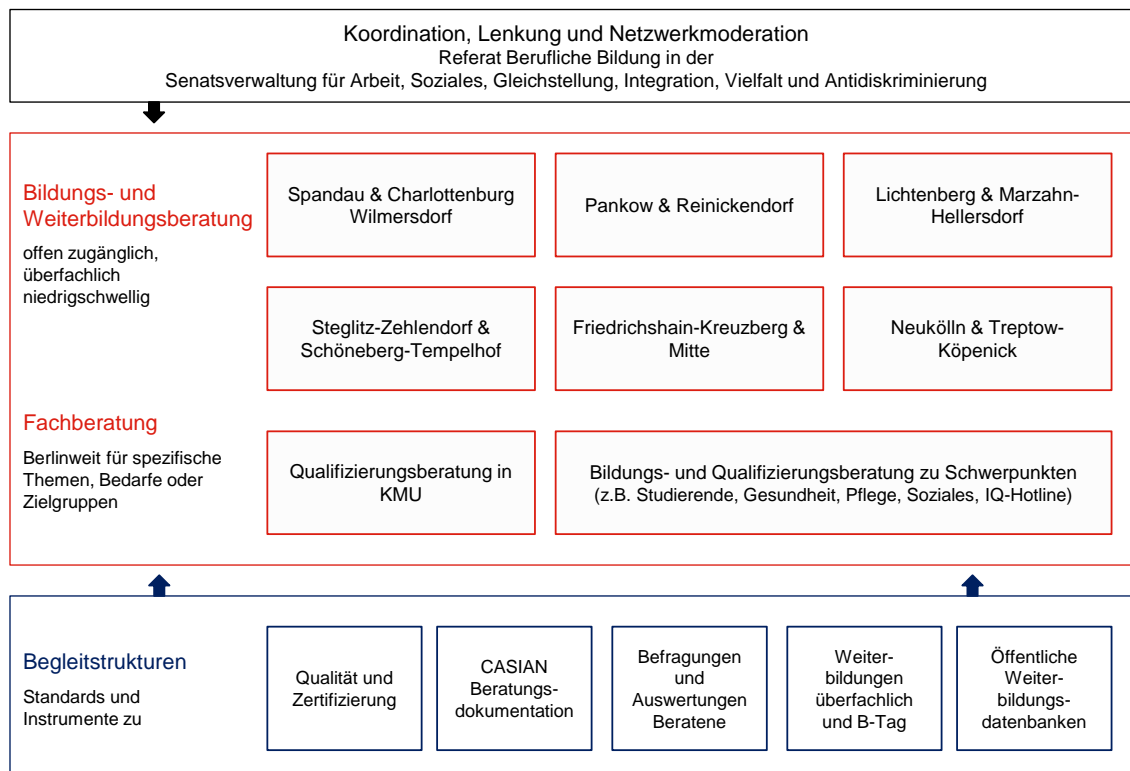 Koordination, Lenkung und Netzwerkmoderation
Referat Berufliche Bildung in der
Senatsverwaltung für Arbeit, Soziales, Gleichstellung, Integration, Vielfalt und Antidiskriminierung
Bildungs- und
Weiterbildungsberatung
offen zugänglich,
überfachlich
niedrigschwellig
Spandau & Charlottenburg
Wilmersdorf
Pankow & Reinickendorf
Lichtenberg & Marzahn-
Hellersdorf
Steglitz-Zehlendorf &
Schöneberg-Tempelhof
Friedrichshain-Kreuzberg &
Mitte
Neukölln & Treptow-
Köpenick
Fachberatung
Berlinweit für spezifische
Themen, Bedarfe oder
Zielgruppen
Qualifizierungsberatung in
KMU
Bildungs- und Qualifizierungsberatung zu Schwerpunkten
(z.B. Studierende, Gesundheit, Pflege, Soziales, IQ-Hotline)
Begleitstrukturen
Standards und
Instrumente zu
Qualität und
Zertifizierung
CASIAN
Beratungs-
dokumentation
Befragungen
und
Auswertungen
Beratene
Weiter-
bildungen
überfachlich
und B-Tag
Öffentliche
Weiter-
bildungs-
datenbanken